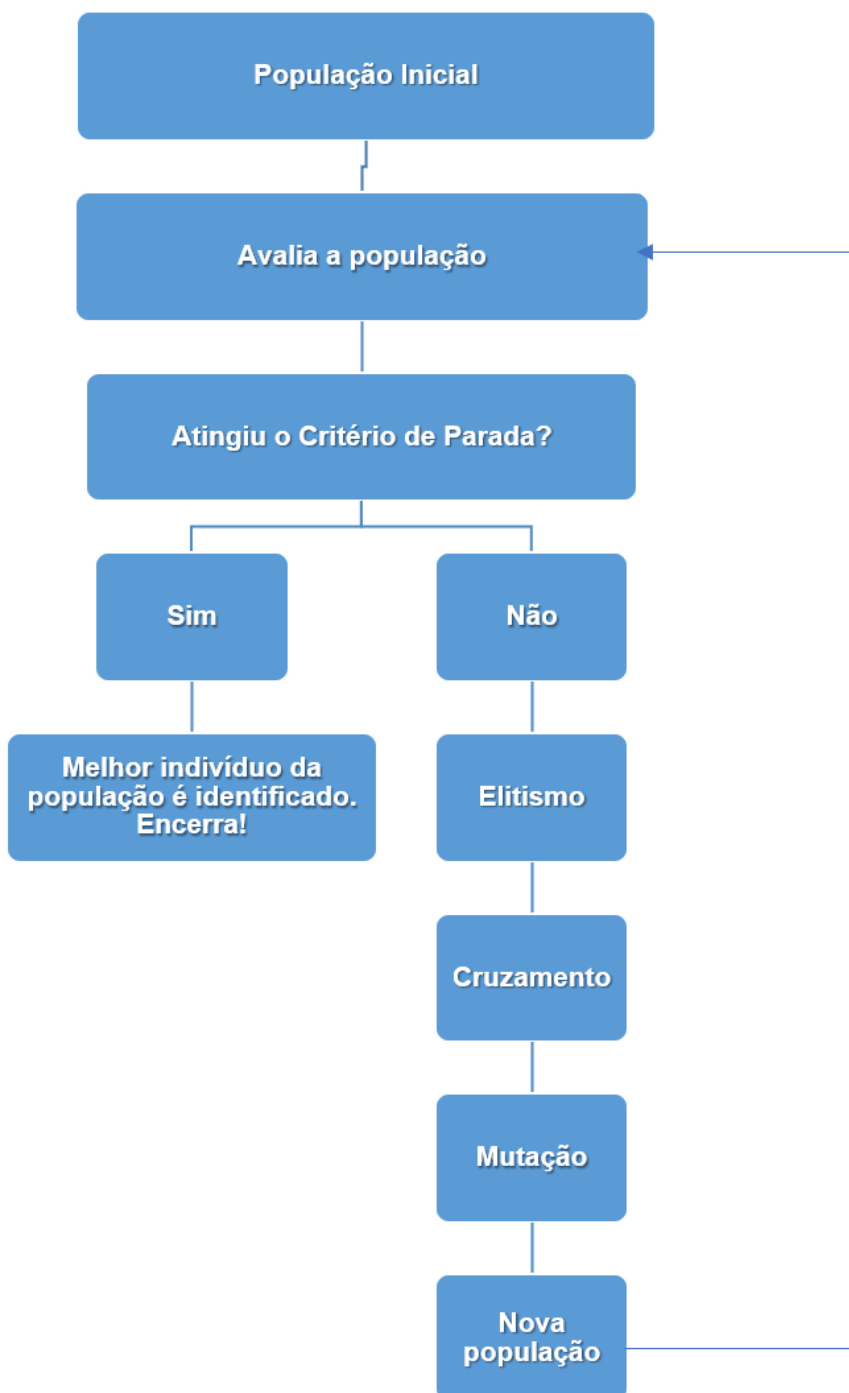 População Inicial
Avalia a população
Atingiu o Critério de Parada?
Sim
Não
Melhor indivíduo da
população é identificado.
Encerra!
Elitismo
Cruzamento
Mutação
Nova
população